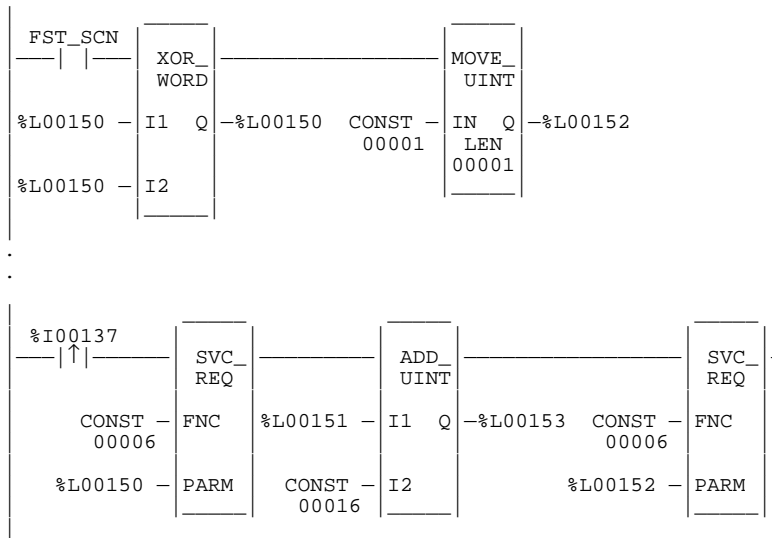 FST_SCN
XOR_ MOVE_
WORD UINT
%L00150 I1 Q %L00150 CONST IN Q %L00152
00001 LEN
00001
%L00150 I2
.
.
%I00137
↑ SVC_ ADD_ SVC_
REQ UINT REQ
CONST FNC %L00151 I1 Q %L00153 CONST FNC
00006 00006
%L00150 PARM CONST I2 %L00152 PARM
00016